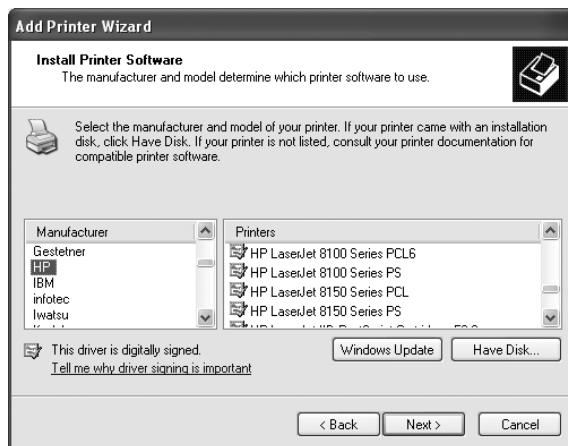 Add Printer Wizard
Install Printer Software
The manufacturer and model determine which printer software to use.
Select the manufacturer and model of your printer. If your printer came with an installation
disk, click Have Disk. If your printer is not listed, consult your printer documentation for
compatible printer software.
Manufacturer
Gestetner
HP
IBM
infotec
Iwatsu
Printers
HP LaserJet 8100 Series PCL6
HP LaserJet 8100 Series PS
HP LaserJet 8150 Series PCL
HP LaserJet 8150 Series PS
This driver is digitally signed.
Tell me why driver signing is important
Windows Update
Have Disk...
< Back
Next >
Cancel